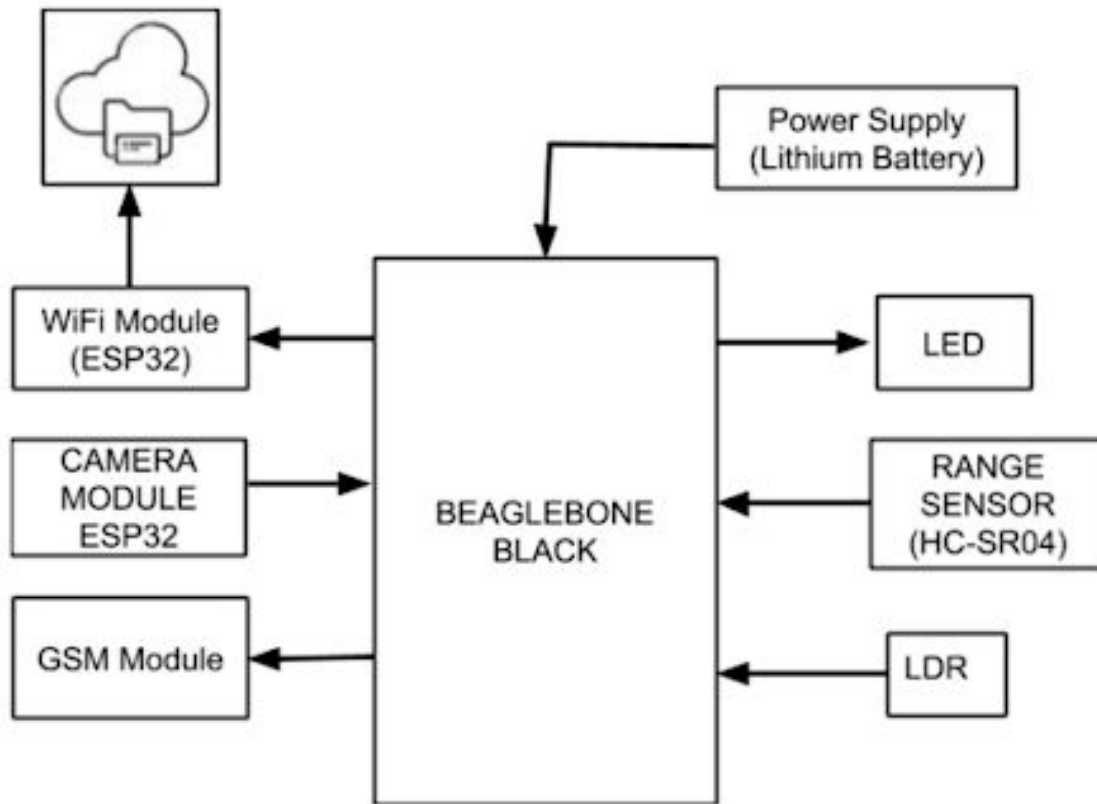 Power Supply
(Lithium Battery)
WiFi Module
(ESP32)
LED
CAMERA
MODULE
ESP32
BEAGLEBONE
BLACK
RANGE
SENSOR
(HC-SR04)
GSM Module
LDR